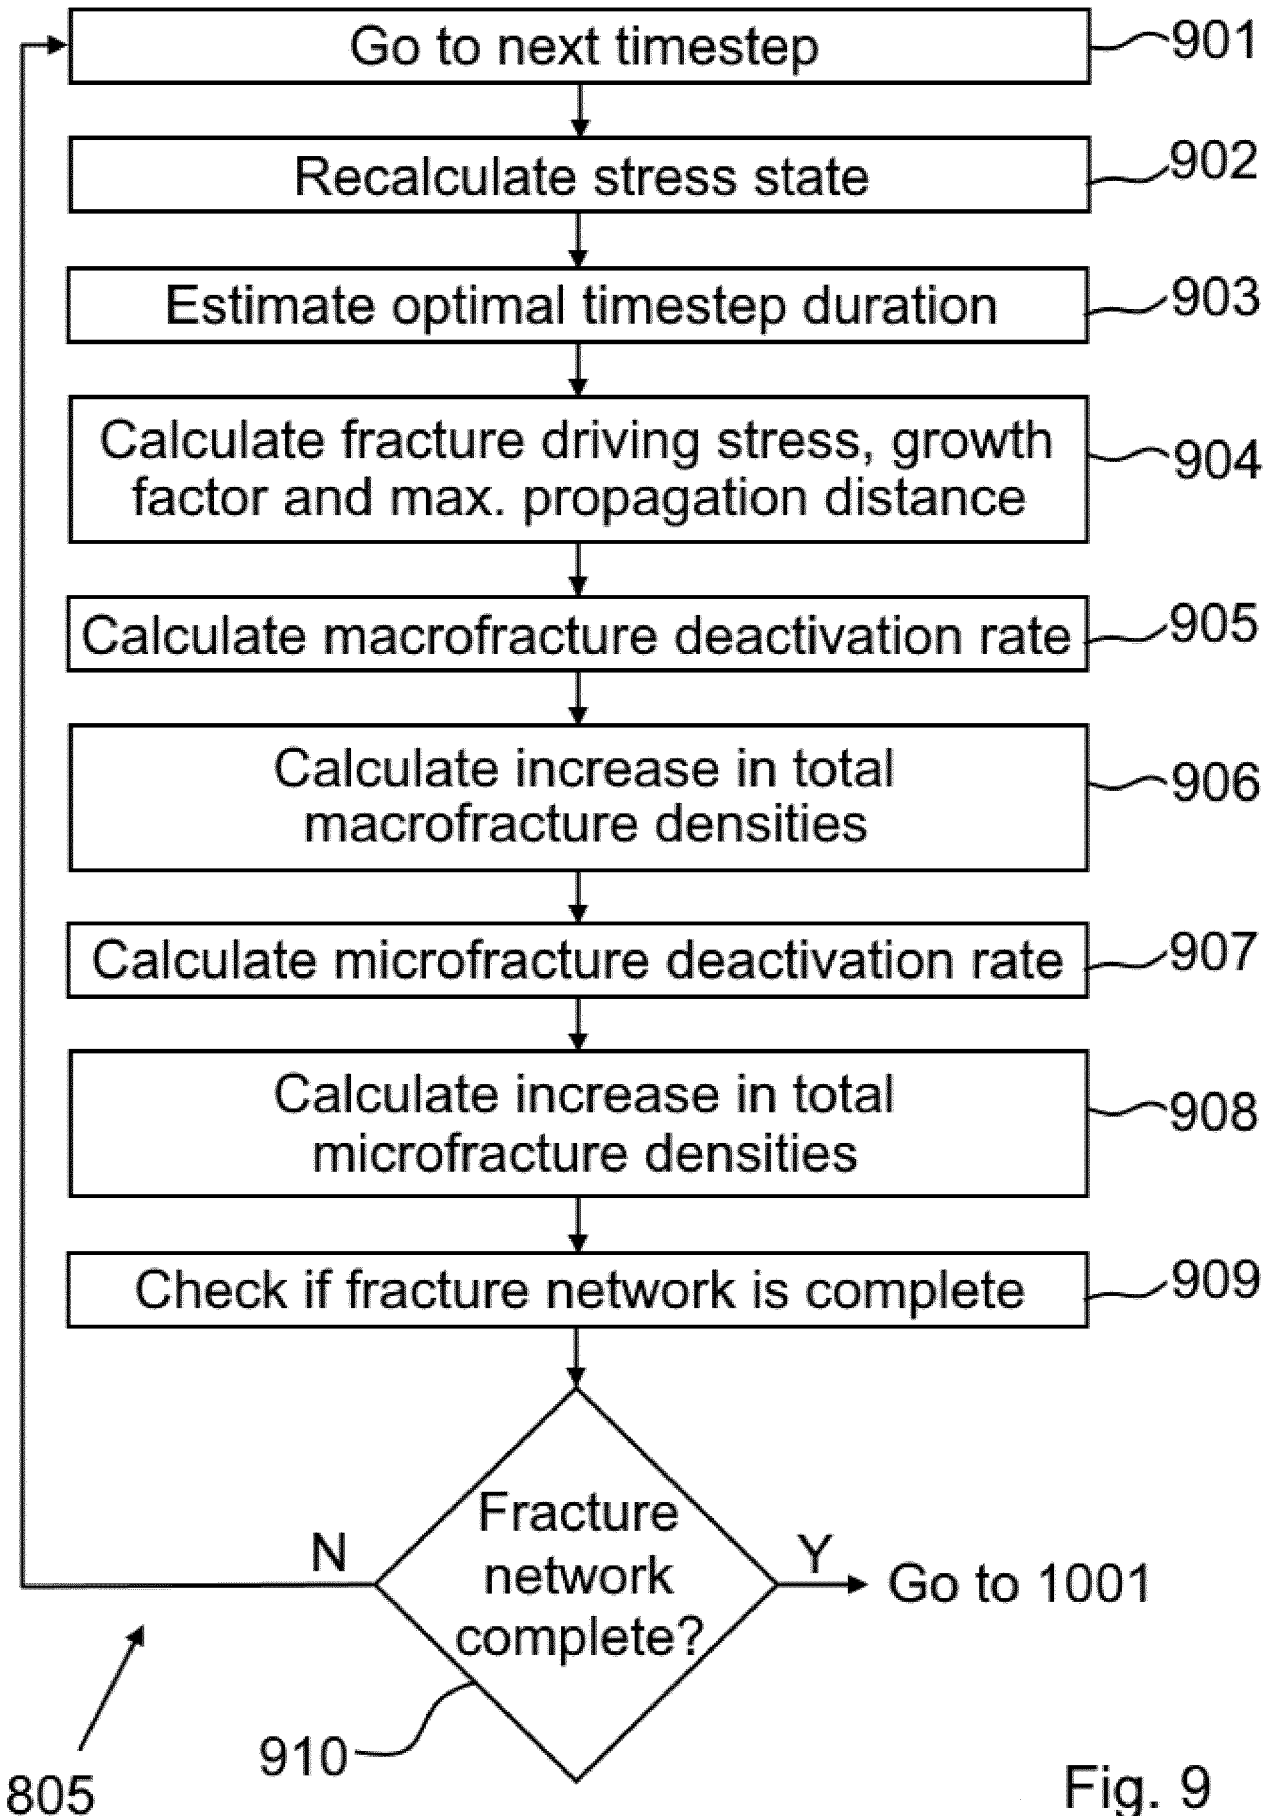 Go to next timestep
901
Recalculate stress state
902
Estimate optimal timestep duration
903
Calculate fracture driving stress, growth
factor and max. propagation distance
904
Calculate macrofracture deactivation rate
905
Calculate increase in total
macrofracture densities
906
Calculate microfracture deactivation rate
907
Calculate increase in total
microfracture densities
908
Check if fracture network is complete
909
Fracture
network
complete?
N
Y
Go to 1001
910
805
Fig. 9